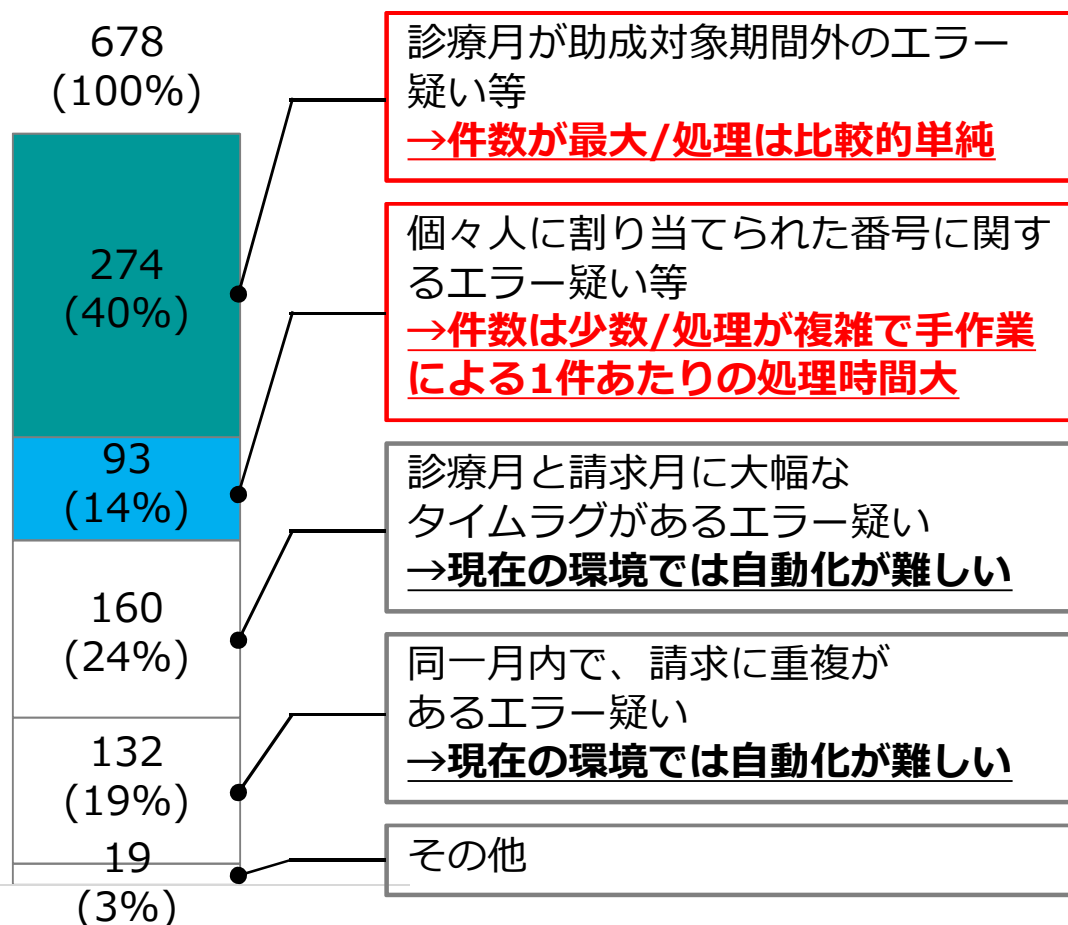 678
(100%)
274
(40%)
93
(14%)
160
(24%)
132
(19%)
19
(3%)
診療月が助成対象期間外のエラー
疑い等
→件数が最大/処理は比較的単純
個々人に割り当てられた番号に関す
るエラー疑い等
→件数は少数/処理が複雑で手作業
による1件あたりの処理時間大
診療月と請求月に大幅な
タイムラグがあるエラー疑い
→現在の環境では自動化が難しい
同一月内で、請求に重複が
あるエラー疑い
→現在の環境では自動化が難しい
その他